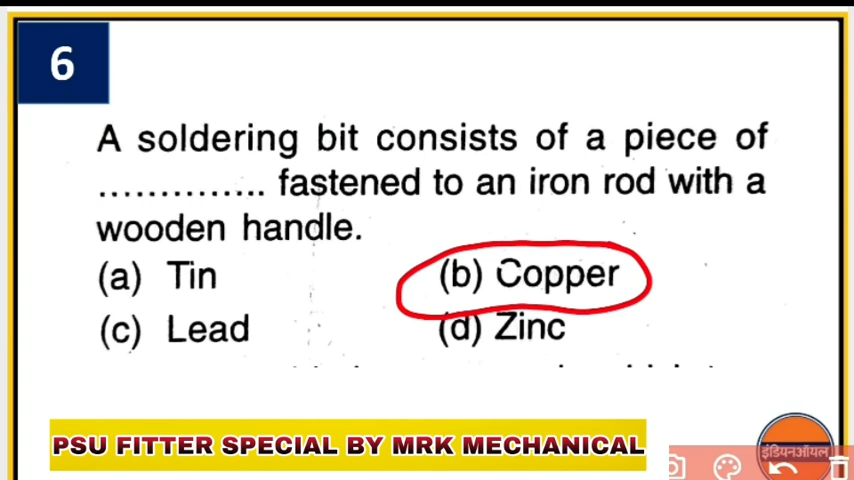 6
A soldering bit consists of a piece of
.............. fastened to an iron rod with a
wooden handle.
(a) Tin (b) Copper
(c) Lead (d) Zinc
PSU FITTER SPECIAL BY MRK MECHANICAL
इंडियनऑयल